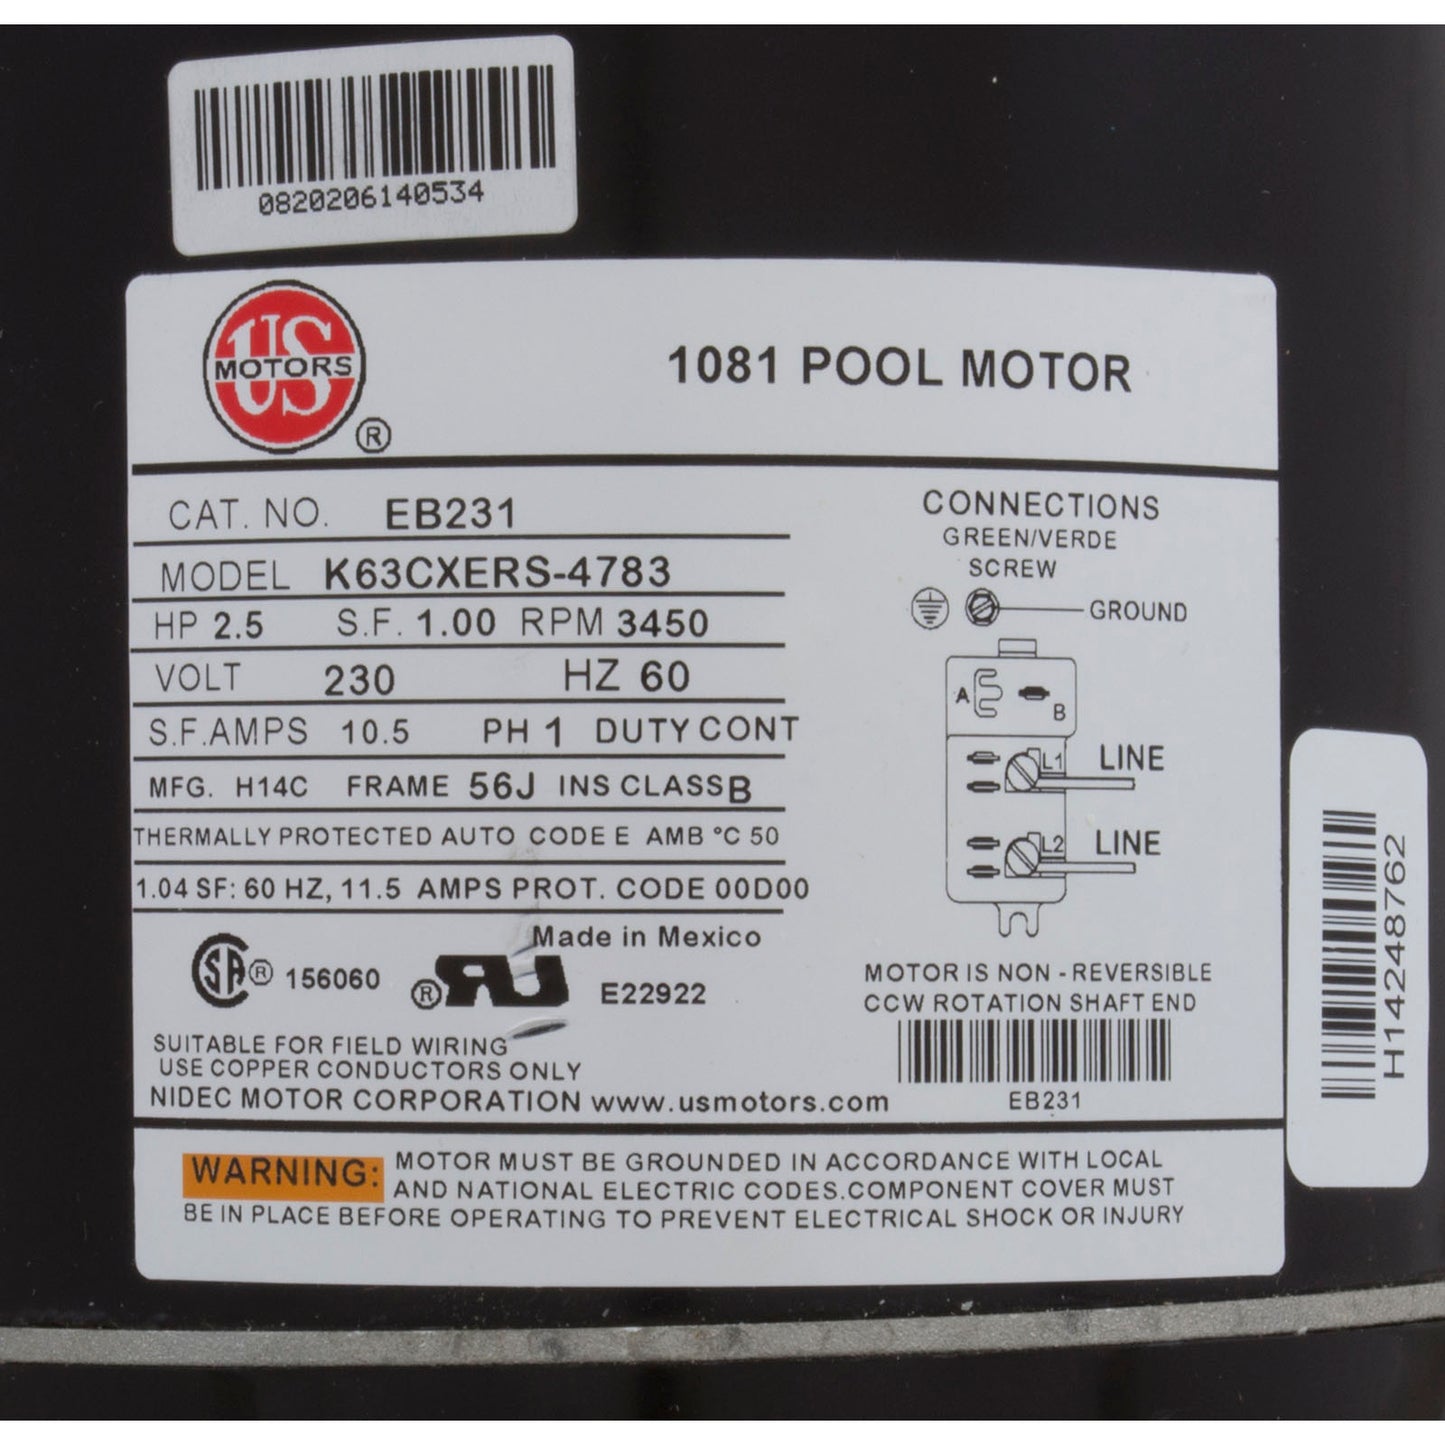 0820206140534
US
MOTORS
®
1081 POOL MOTOR
CAT. NO. EB231
MODEL K63CXERS-4783
HP 2.5 S.F. 1.00 RPM 3450
VOLT 230 HZ 60
S.F.AMPS 10.5 PH 1 DUTY CONT
MFG. H14C FRAME 56J INS CLASS B
THERMALLY PROTECTED AUTO CODE E AMB °C 50
1.04 SF: 60 HZ, 11.5 AMPS PROT. CODE 00D00
Made in Mexico
SA ® 156060 ® RU E22922
SUITABLE FOR FIELD WIRING
USE COPPER CONDUCTORS ONLY
NIDEC MOTOR CORPORATION www.usmotors.com
CONNECTIONS
GREEN/VERDE
SCREW
GROUND
A
B
L1 LINE
L2 LINE
MOTOR IS NON - REVERSIBLE
CCW ROTATION SHAFT END
EB231
WARNING: MOTOR MUST BE GROUNDED IN ACCORDANCE WITH LOCAL
AND NATIONAL ELECTRIC CODES.COMPONENT COVER MUST
BE IN PLACE BEFORE OPERATING TO PREVENT ELECTRICAL SHOCK OR INJURY
H14248762